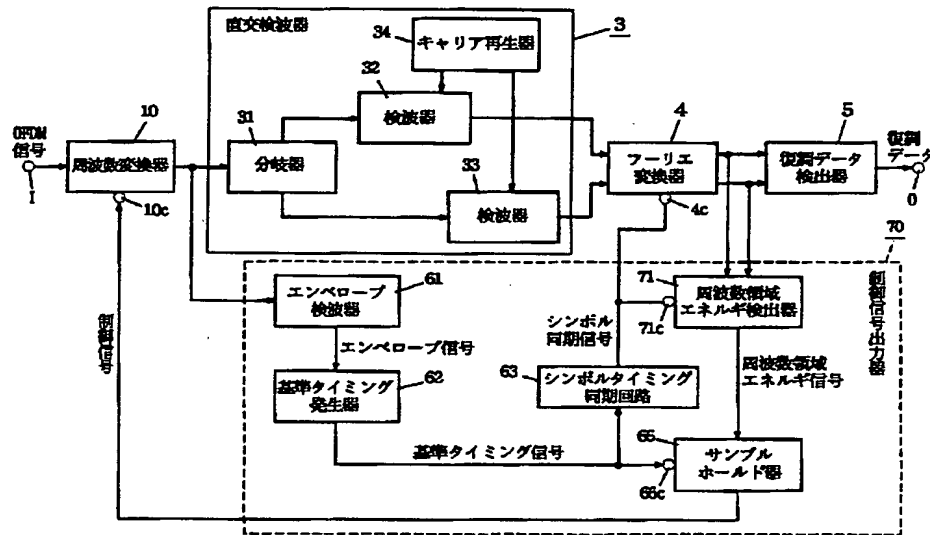 直交検波器
3
34
キャリア再生器
32
検波器
10
OFDM
信号
周波数変換器
I
10c
31
分岐器
33
検波器
4
フーリエ
変換器
4c
5
復調データ
検出器
復調
データ
O
70
制御信号出力器
制御信号
61
エンベロープ
検波器
エンベロープ信号
62
基準タイミング
発生器
基準タイミング信号
シンボル
同期信号
63
シンボルタイミング
同期回路
71
周波数領域
エネルギ検出器
71c
周波数領域
エネルギ信号
66
サンプル
ホールド器
66c